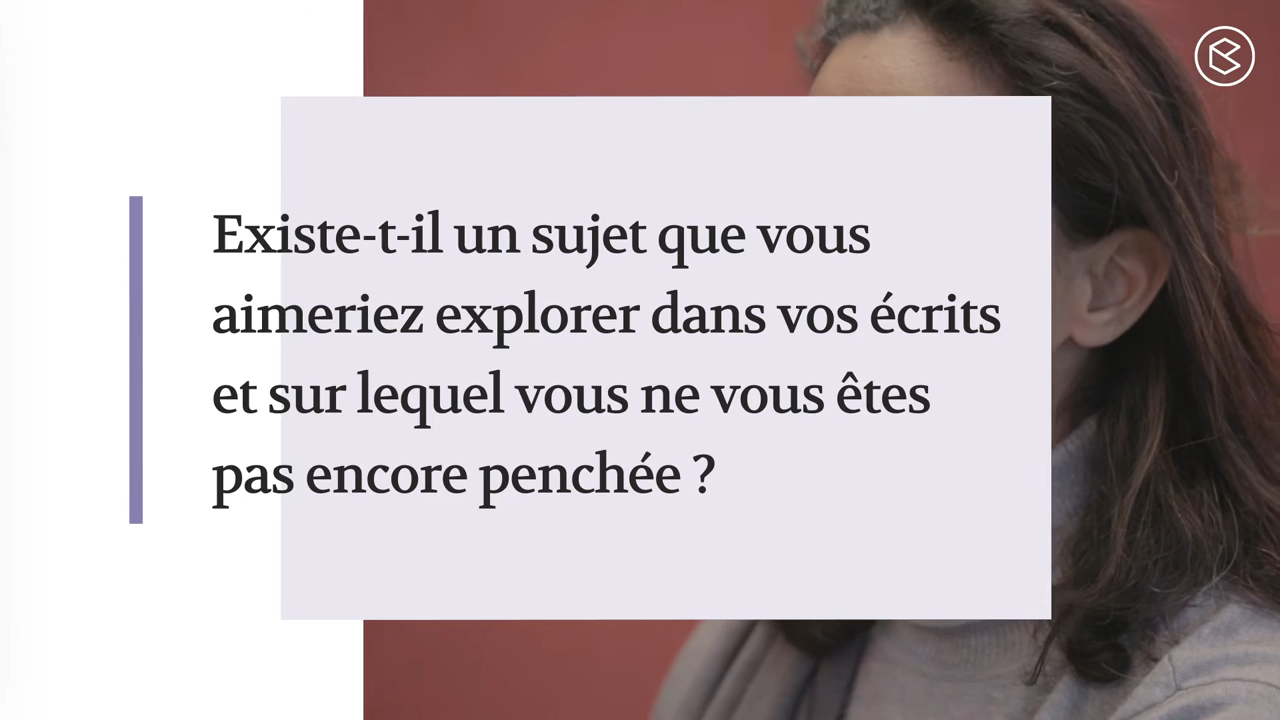 Existe-t-il un sujet que vous
aimeriez explorer dans vos écrits
et sur lequel vous ne vous êtes
pas encore penchée ?